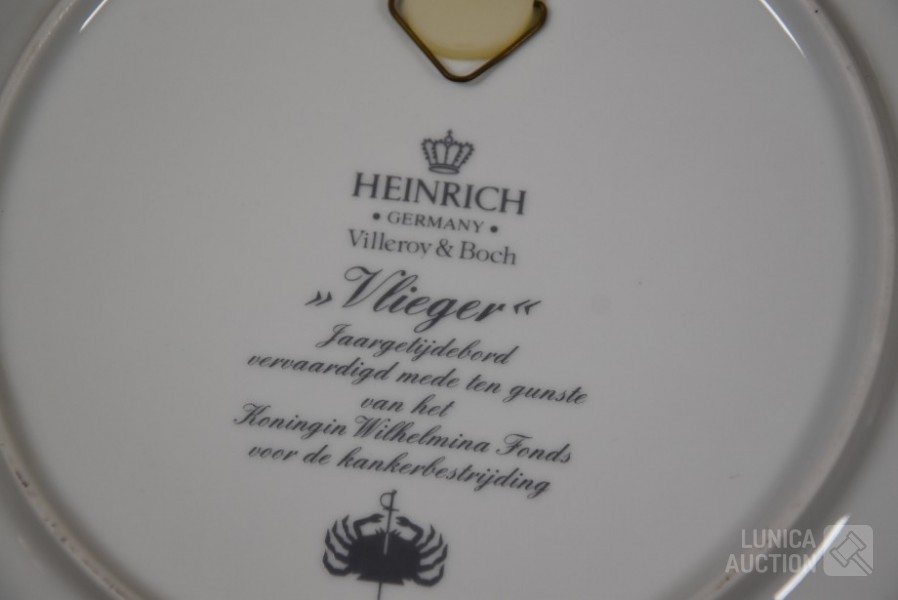 HEINRICH
• GERMANY •
Villeroy & Boch
»Vlieger«
Jaargetijdebord
vervaardigd mede ten gunste
van het
Koningin Wilhelmina Fonds
voor de kankerbestrijding
LUNICA
AUCTION